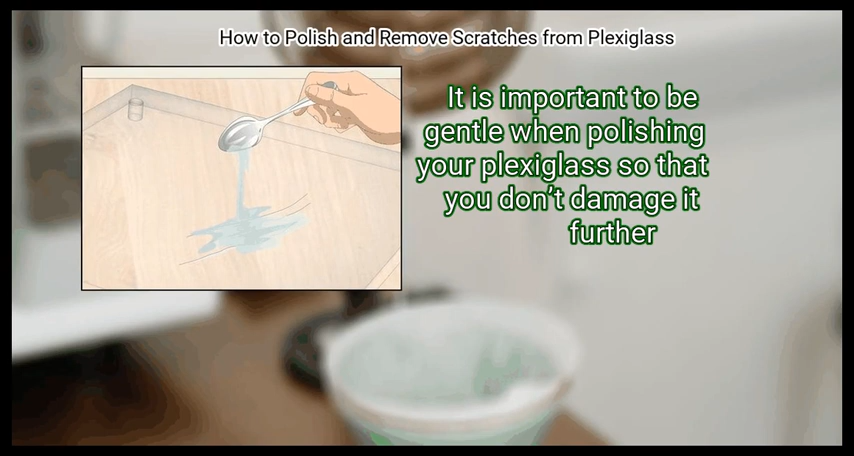 How to Polish and Remove Scratches from Plexiglass
It is important to be
gentle when polishing
your plexiglass so that
you don't damage it
further